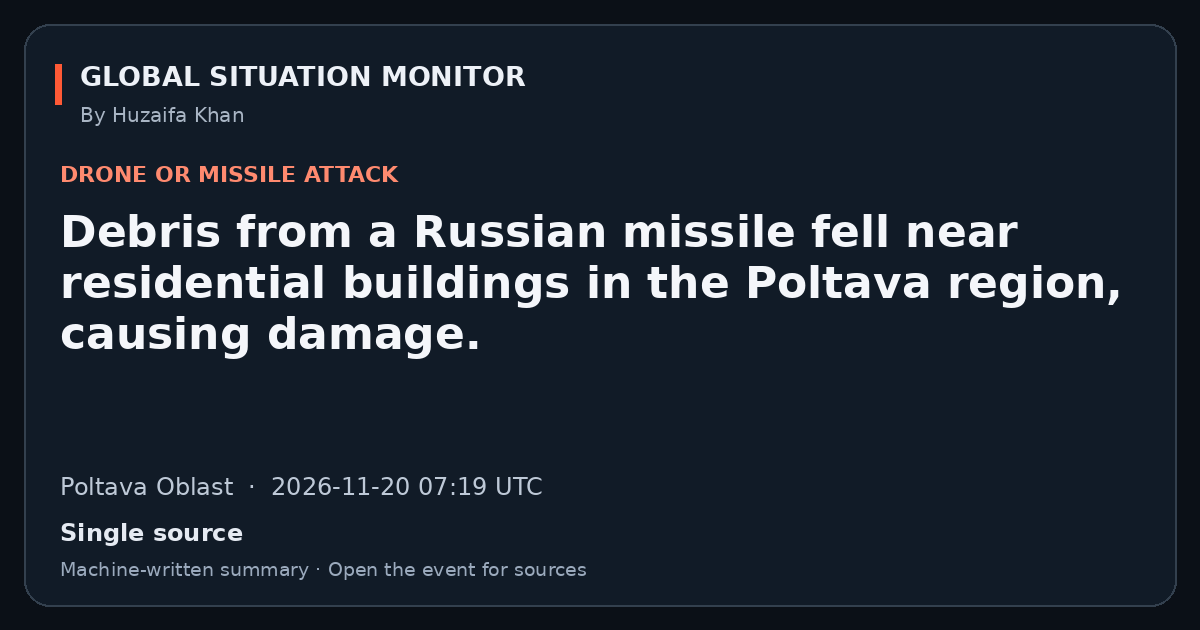 GLOBAL SITUATION MONITOR
By Huzaifa Khan
DRONE OR MISSILE ATTACK
Debris from a Russian missile fell near
residential buildings in the Poltava region,
causing damage.
Poltava Oblast · 2026-11-20 07:19 UTC
Single source
Machine-written summary · Open the event for sources